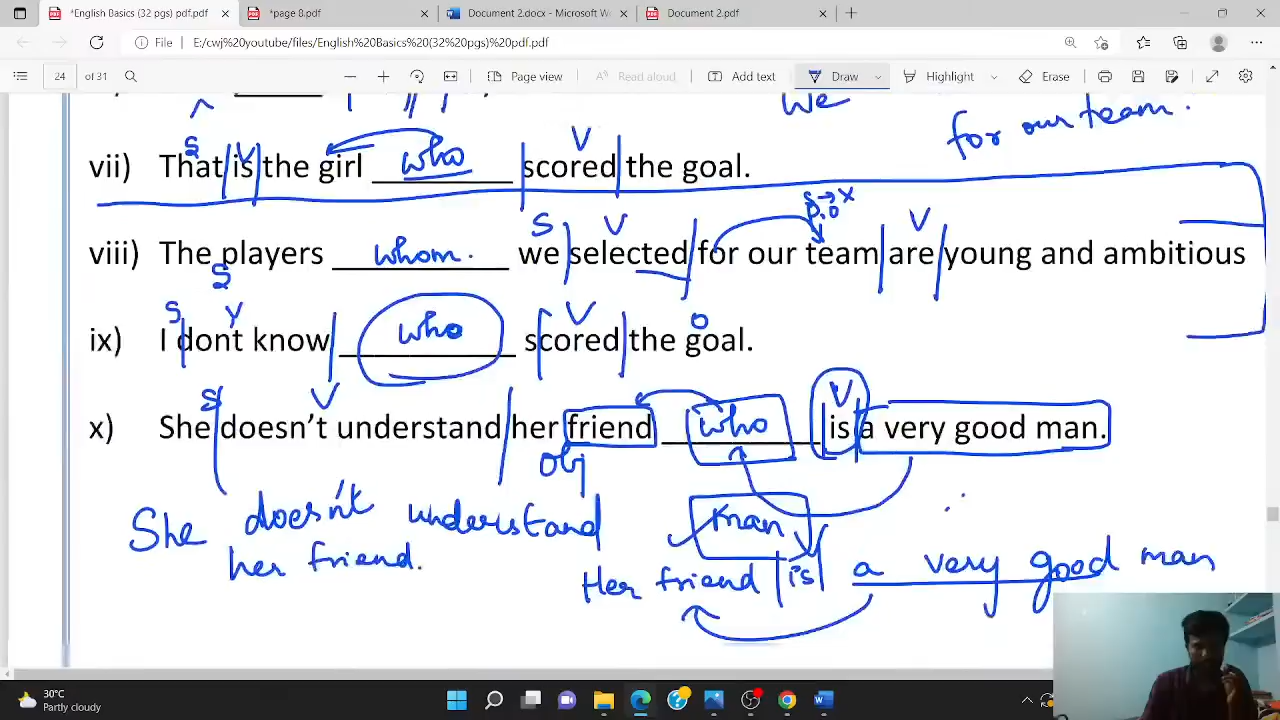 *English Basics (32 pgs) pdf.pdf
*page 8.pdf
Document 2.docx - Microsoft We
Document 2.pdf
File E:/cwj%20youtube/files/English%20Basics%20(32%20pgs)%20pdf.pdf
24 of 31 Page view Read aloud Add text Draw Highlight Erase
We
for our team.
S V V
vii) That is the girl who scored the goal.
S→X
S V P.O V
viii) The players whom. we selected for our team are young and ambitious
S
S V V O
ix) I dont know who scored the goal.
S V V
x) She doesn't understand her friend who is a very good man.
Obj
She doesn't understand man
her friend. Her friend is a very good man
V
30°C
Partly cloudy